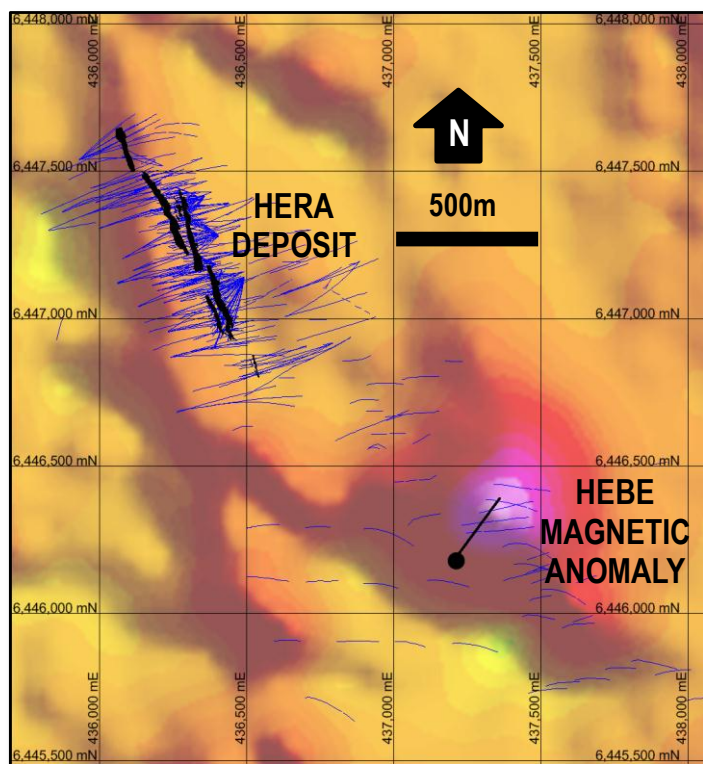 6,448,000 mN
436,000 mE
436,500 mE
437,000 mE
437,500 mE
438,000 mE
N
6,447,500 mN
6,447,500 mN
HERA
DEPOSIT
500m
6,447,000 mN
6,447,000 mN
6,446,500 mN
6,446,500 mN
HEBE
MAGNETIC
ANOMALY
6,446,000 mN
6,446,000 mN
436,000 mE
436,500 mE
437,000 mE
437,500 mE
438,000 mE
6,445,500 mN
6,445,500 mN